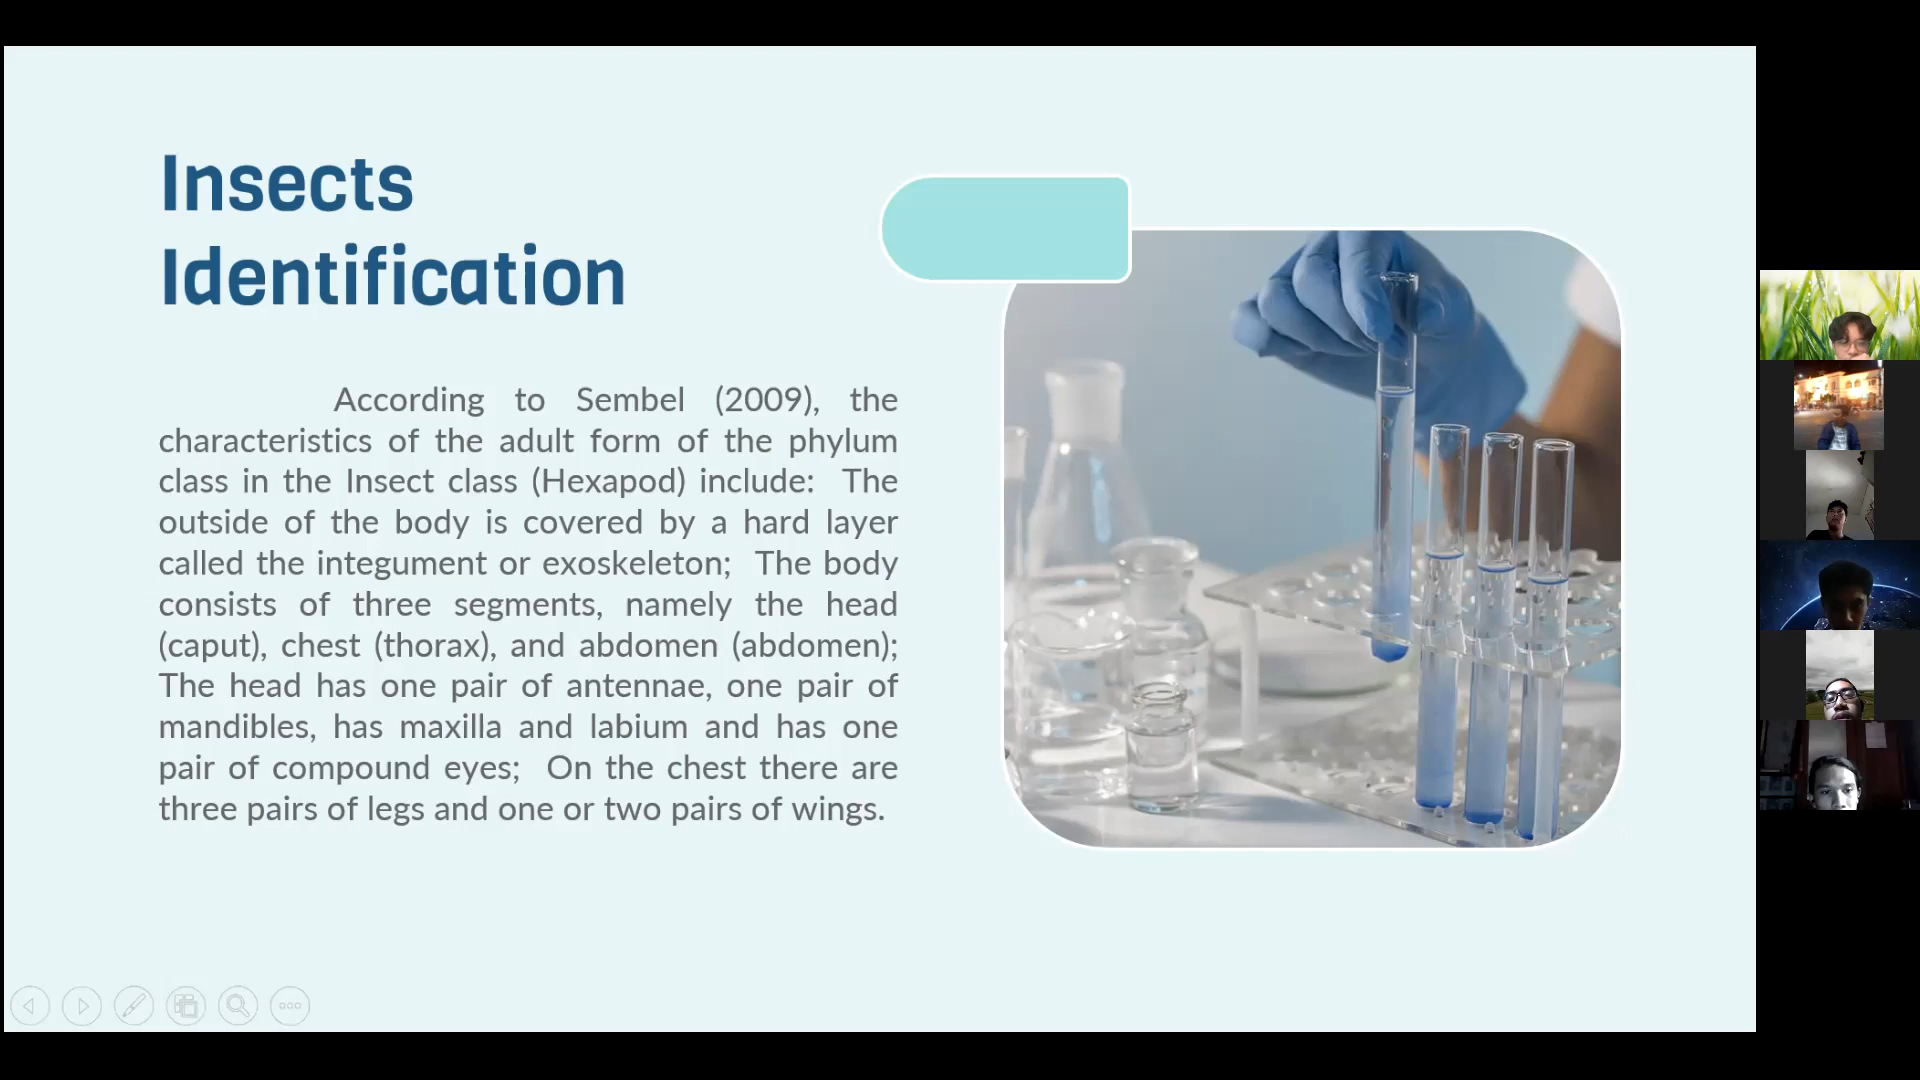 Insects
Identification
According to Sembel (2009), the
characteristics of the adult form of the phylum
class in the Insect class (Hexapod) include: The
outside of the body is covered by a hard layer
called the integument or exoskeleton; The body
consists of three segments, namely the head
(caput), chest (thorax), and abdomen (abdomen);
The head has one pair of antennae, one pair of
mandibles, has maxilla and labium and has one
pair of compound eyes; On the chest there are
three pairs of legs and one or two pairs of wings.